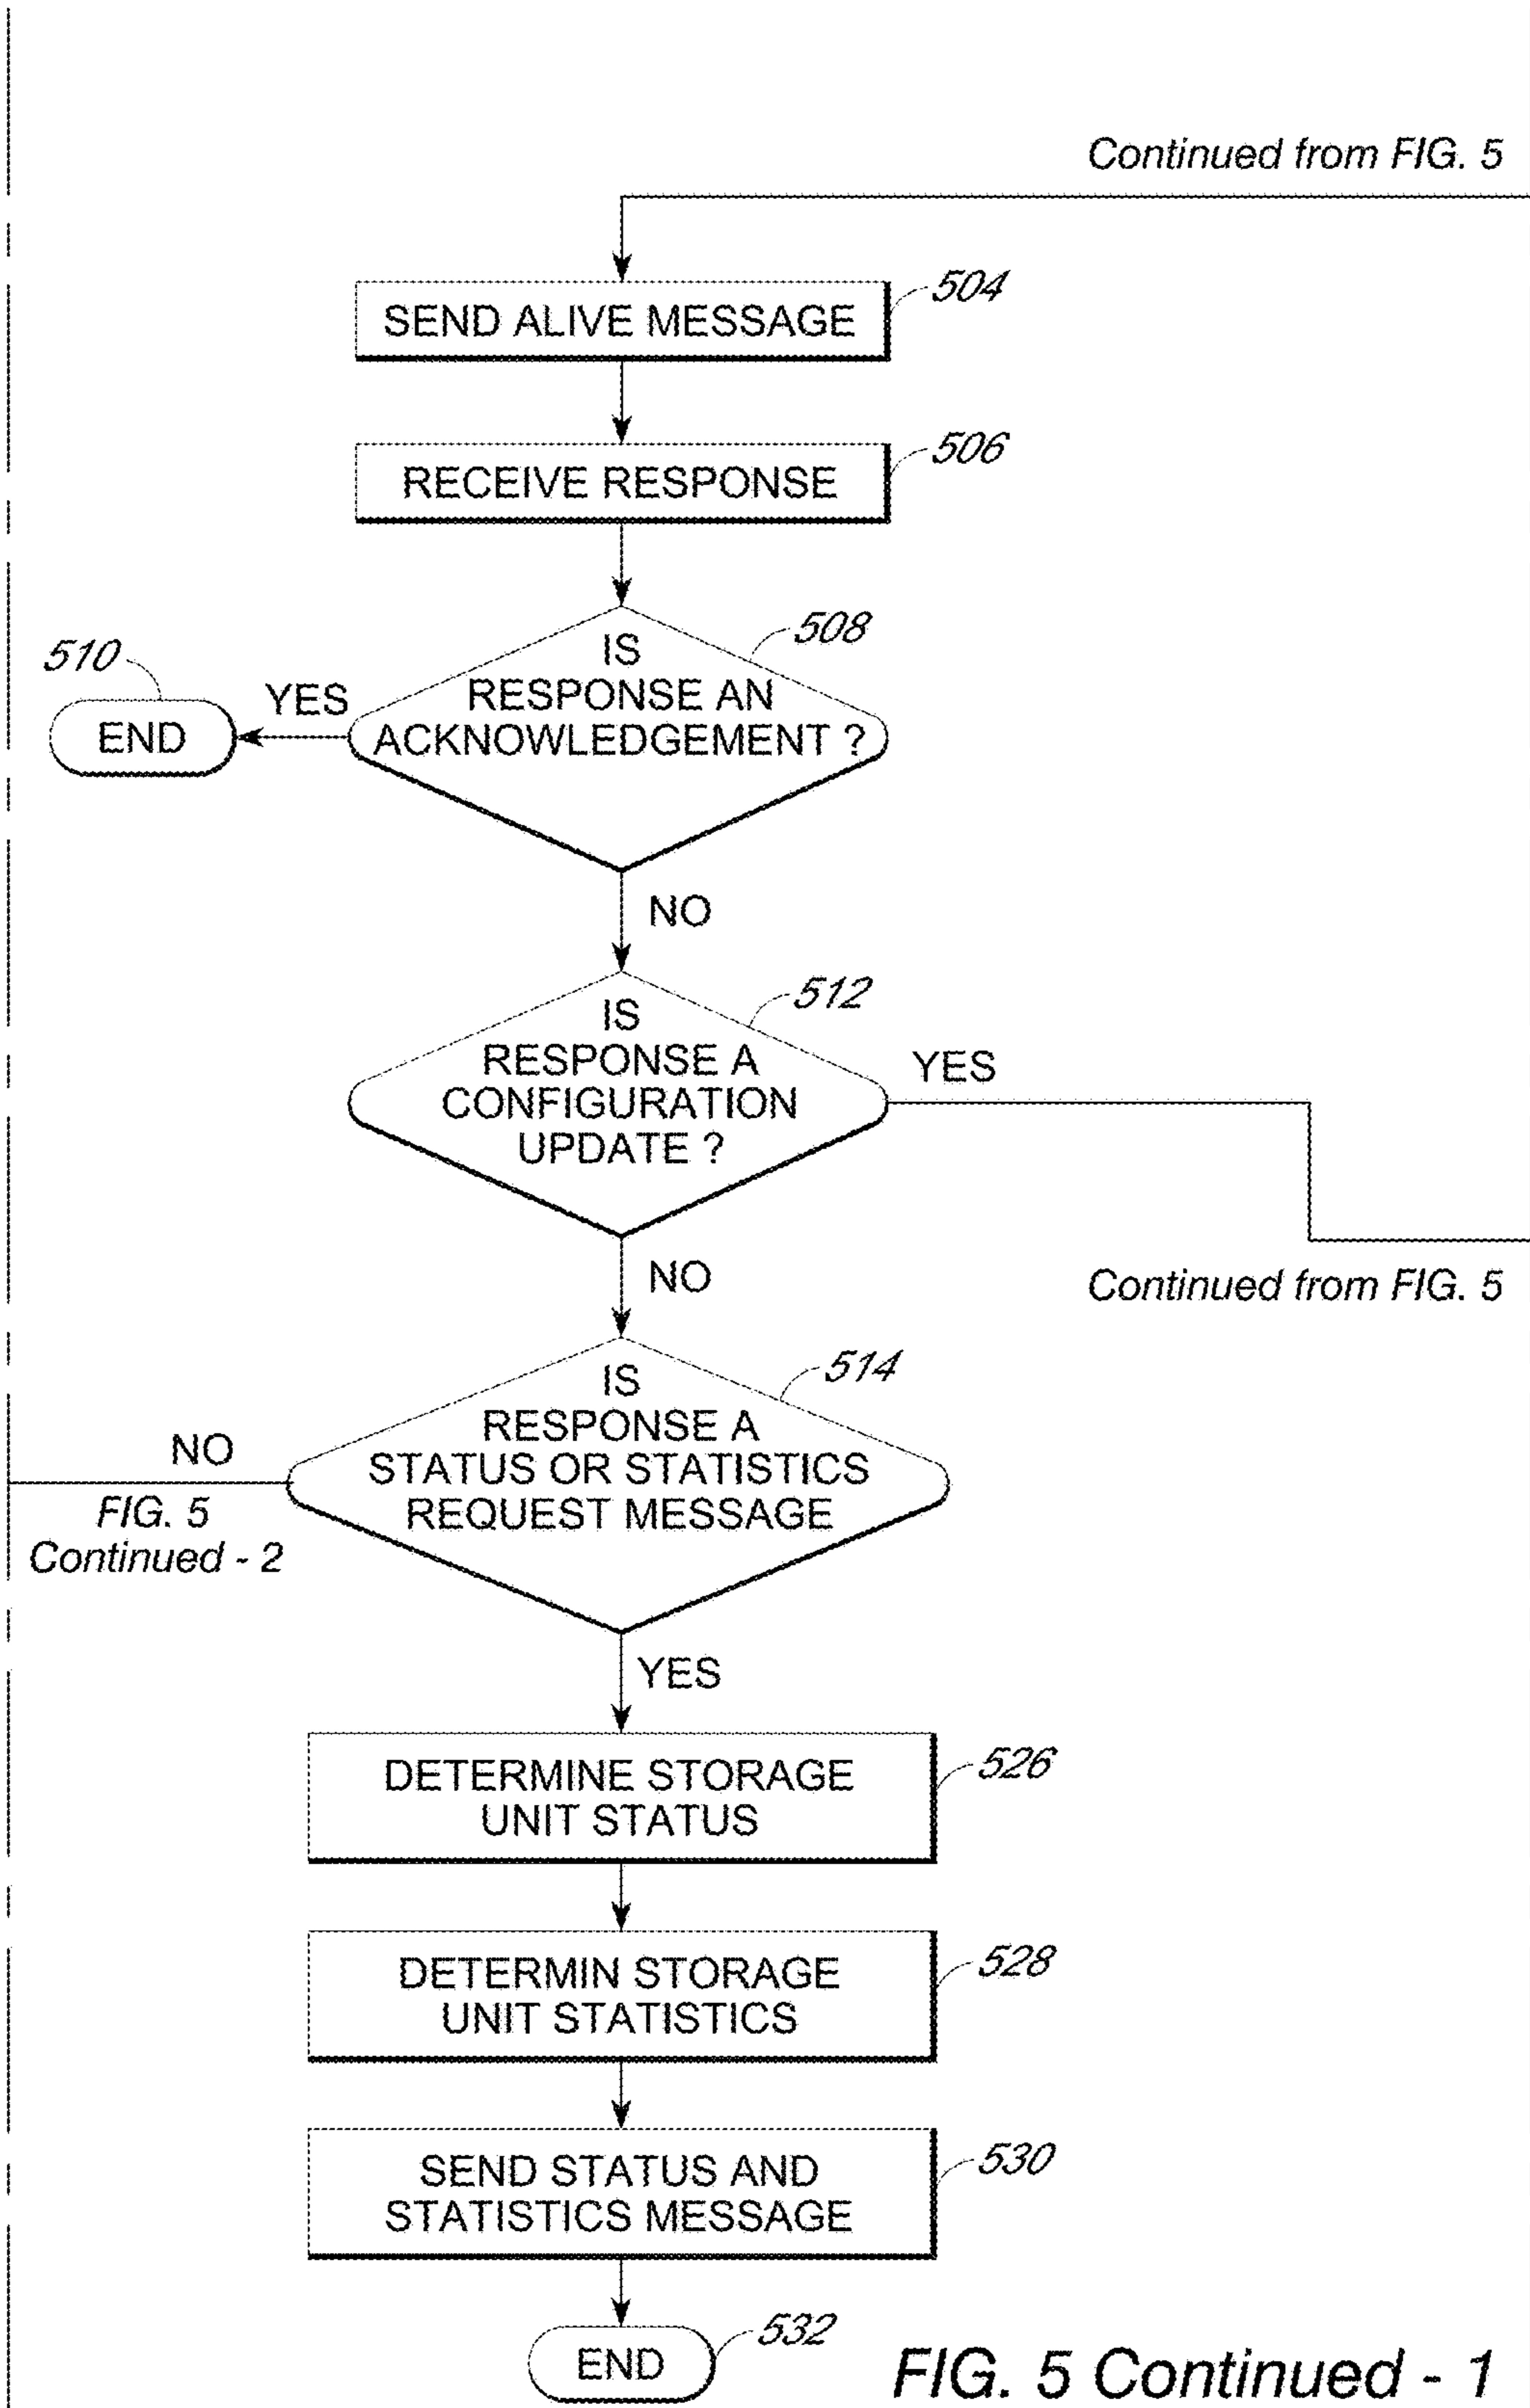 Continued from FIG. 5
504
SEND ALIVE MESSAGE
506
RECEIVE RESPONSE
508
IS
RESPONSE AN
ACKNOWLEDGEMENT ?
510
YES
END
NO
512
IS
RESPONSE A
CONFIGURATION
UPDATE ?
YES
Continued from FIG. 5
NO
514
IS
RESPONSE A
STATUS OR STATISTICS
REQUEST MESSAGE
NO
FIG. 5
Continued - 2
YES
526
DETERMINE STORAGE
UNIT STATUS
528
DETERMIN STORAGE
UNIT STATISTICS
530
SEND STATUS AND
STATISTICS MESSAGE
532
END
FIG. 5 Continued - 1